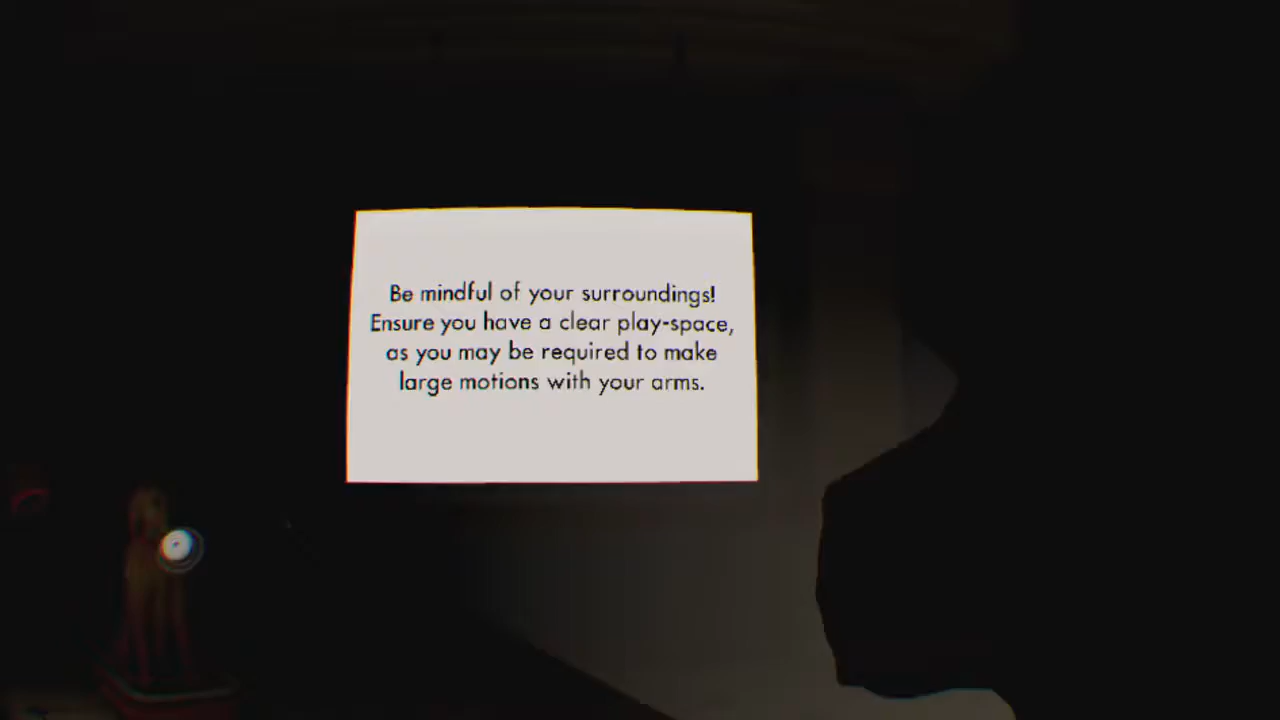 Be mindful of your surroundings!
Ensure you have a clear play-space,
as you may be required to make
large motions with your arms.